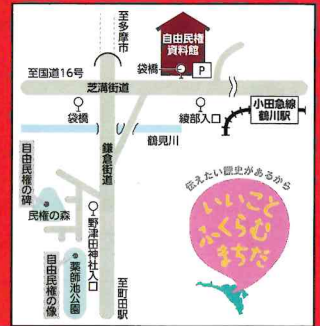 至多摩市
自由民権
資料館
袋橋
P
至国道16号
芝溝街道
小田急線
鶴川駅
袋橋
綾部入口
鶴見川
鎌倉街道
自由民権の碑
民権の森
野津田神社入口
薬師池公園
自由民権の像
至町田駅
伝えたい歴史があるから
いいこと
ふくらむ
まちだ